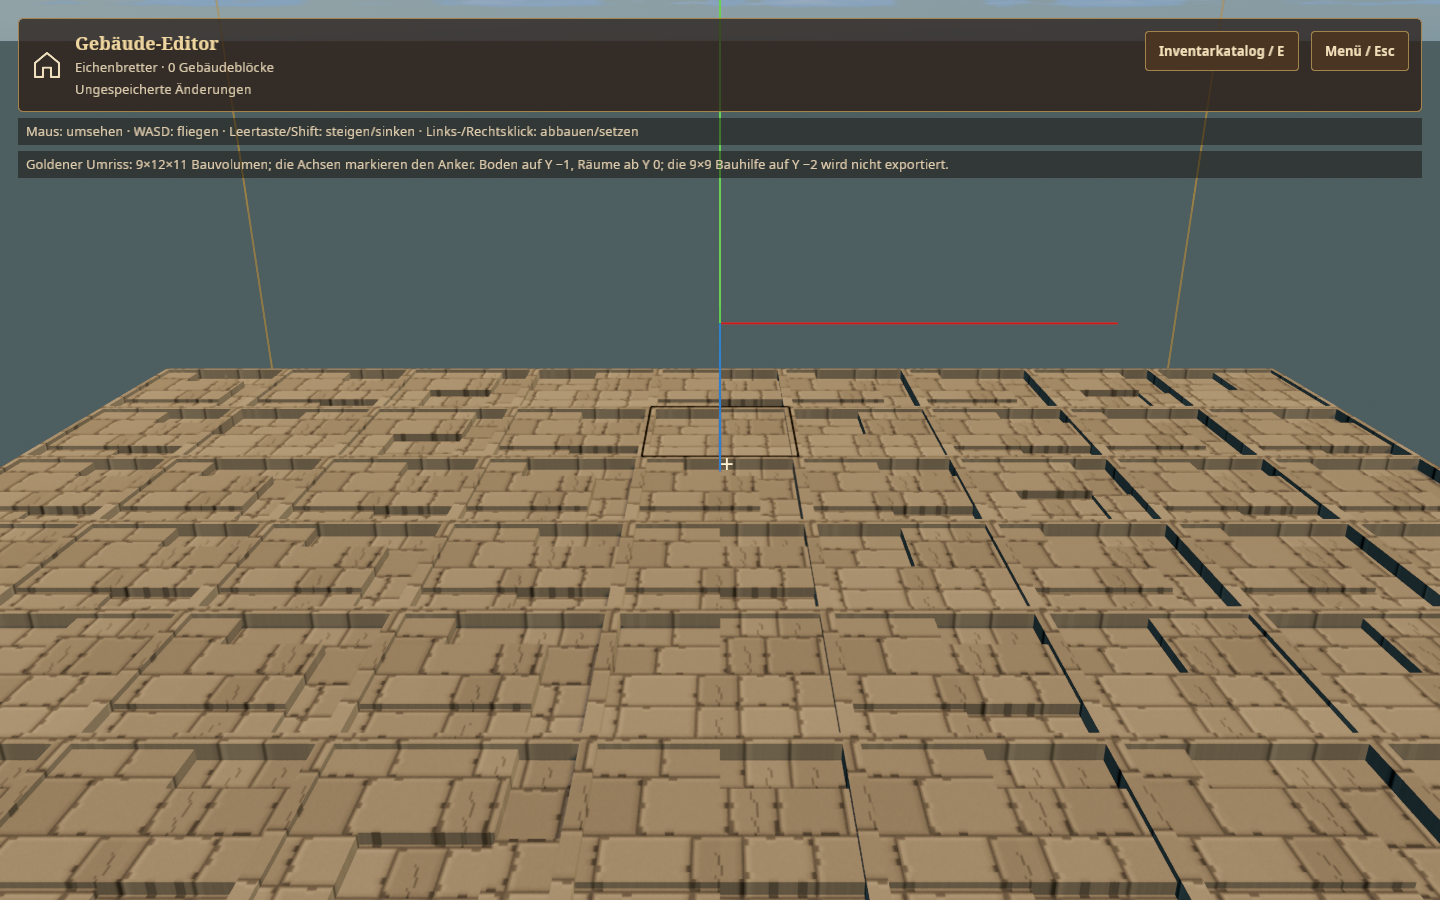 Gebäude-Editor
Eichenbretter · 0 Gebäudeblöcke
Ungespeicherte Änderungen
Inventarkatalog / E
Menü / Esc
Maus: umsehen · WASD: fliegen · Leertaste/Shift: steigen/sinken · Links-/Rechtsklick: abbauen/setzen
Goldener Umriss: 9×12×11 Bauvolumen; die Achsen markieren den Anker. Boden auf Y −1, Räume ab Y 0; die 9×9 Bauhilfe auf Y −2 wird nicht exportiert.